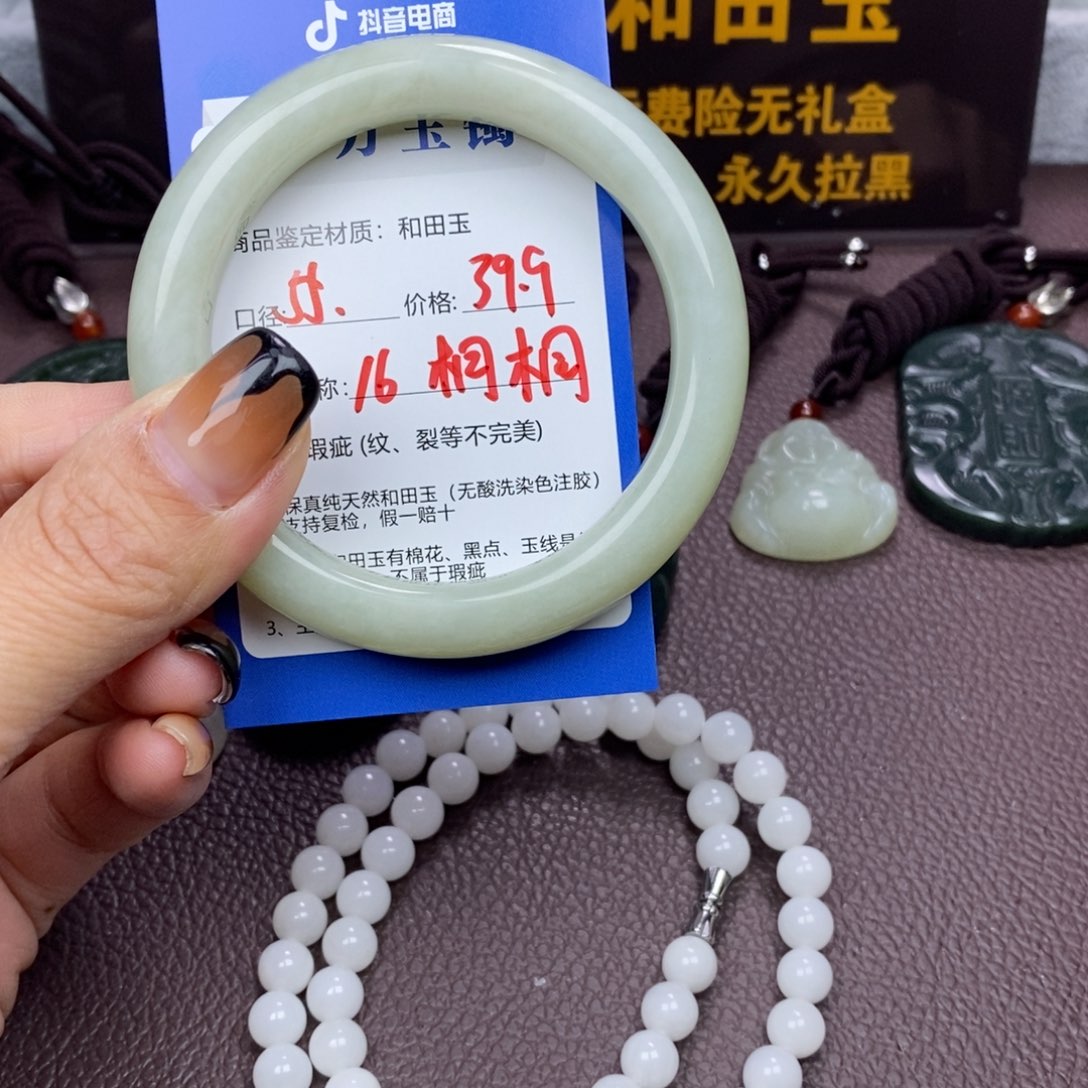 抖音电商
和田玉
费险无礼盒
永久拉黑
玉镯
商品鉴定材质：和田玉
口径: 价格: 39.9
称: 16 桐桐
瑕疵 (纹、裂等不完美)
保真纯天然和田玉（无酸洗染色注胶）
支持复检，假一赔十
田玉有棉花、黑点、玉线是
不属于瑕疵
3、